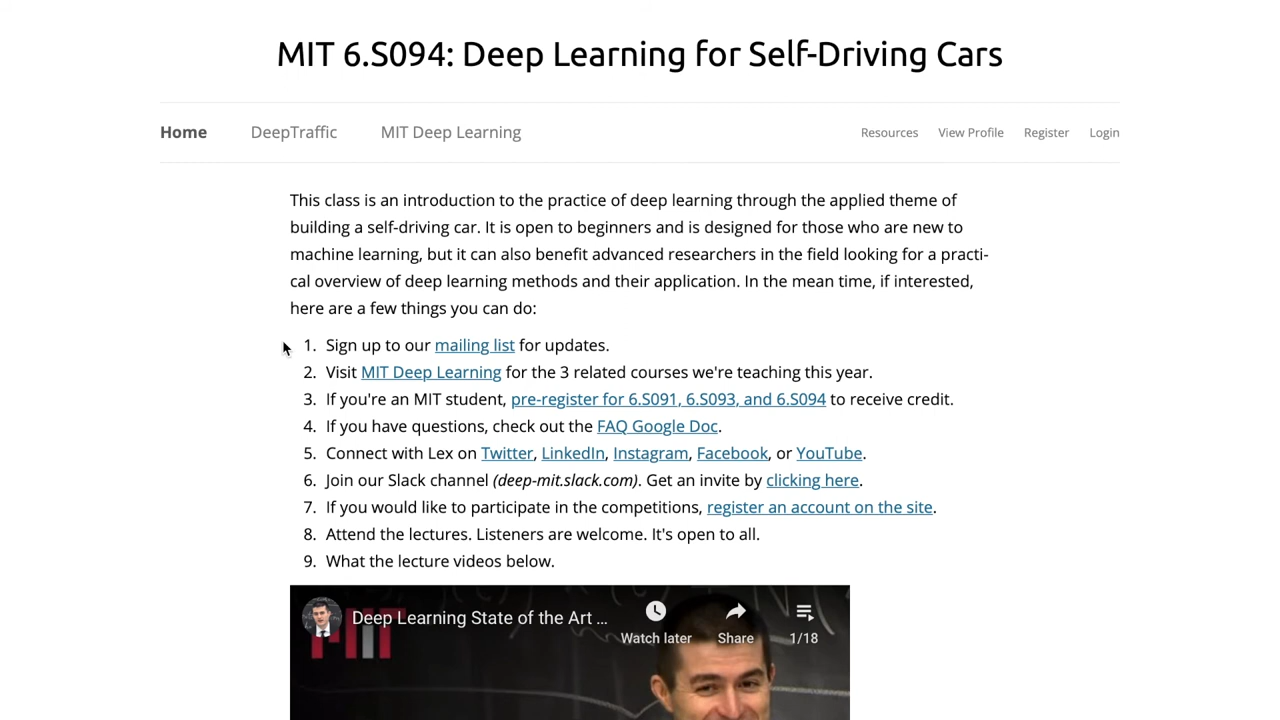 MIT 6.S094: Deep Learning for Self-Driving Cars
Home DeepTraffic MIT Deep Learning Resources View Profile Register Login
This class is an introduction to the practice of deep learning through the applied theme of
building a self-driving car. It is open to beginners and is designed for those who are new to
machine learning, but it can also benefit advanced researchers in the field looking for a practi-
cal overview of deep learning methods and their application. In the mean time, if interested,
here are a few things you can do:
1. Sign up to our mailing list for updates.
2. Visit MIT Deep Learning for the 3 related courses we're teaching this year.
3. If you're an MIT student, pre-register for 6.S091, 6.S093, and 6.S094 to receive credit.
4. If you have questions, check out the FAQ Google Doc.
5. Connect with Lex on Twitter, LinkedIn, Instagram, Facebook, or YouTube.
6. Join our Slack channel (deep-mit.slack.com). Get an invite by clicking here.
7. If you would like to participate in the competitions, register an account on the site.
8. Attend the lectures. Listeners are welcome. It's open to all.
9. What the lecture videos below.
Deep Learning State of the Art ...
Watch later Share 1/18